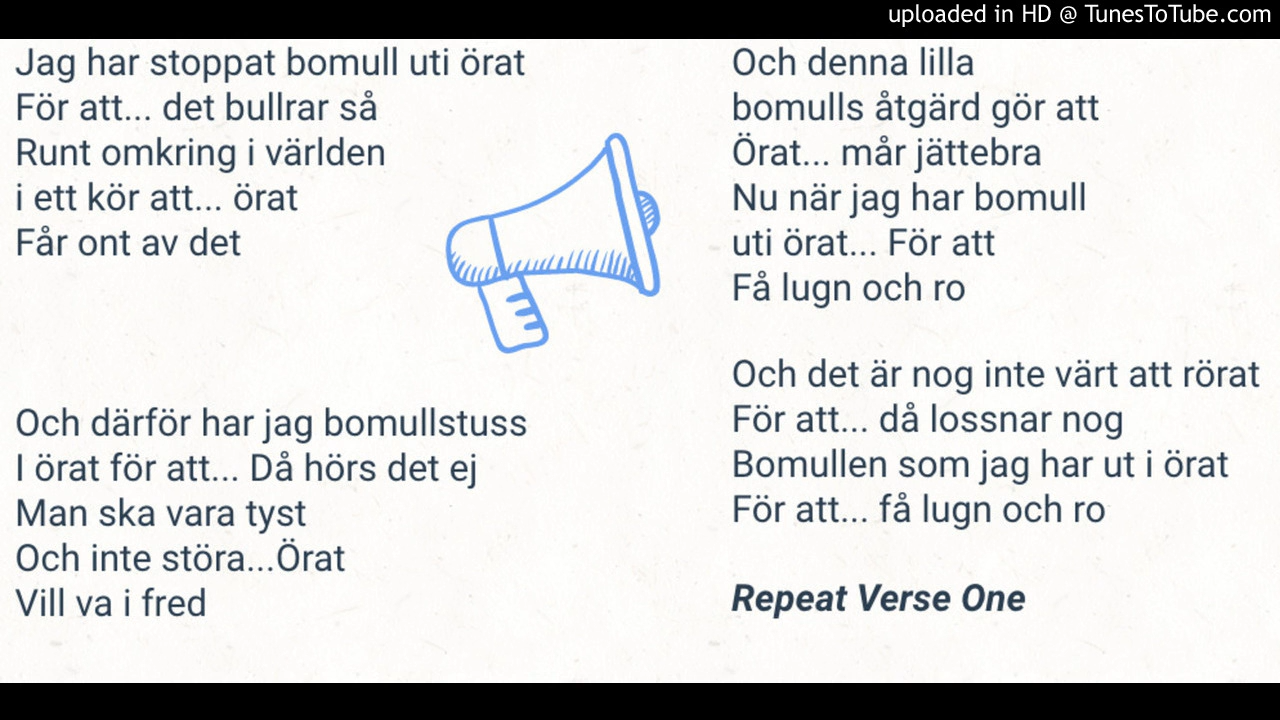 uploaded in HD @ TunesToTube.com
Jag har stoppat bomull uti örat
För att... det bullrar så
Runt omkring i världen
i ett kör att... örat
Får ont av det
Och därför har jag bomullstuss
I örat för att... Då hörs det ej
Man ska vara tyst
Och inte störa...Örat
Vill va i fred
Och denna lilla
bomulls åtgärd gör att
Örat... mår jättebra
Nu när jag har bomull
uti örat... För att
Få lugn och ro
Och det är nog inte värt att rörat
För att... då lossnar nog
Bomullen som jag har ut i örat
För att... få lugn och ro
Repeat Verse One